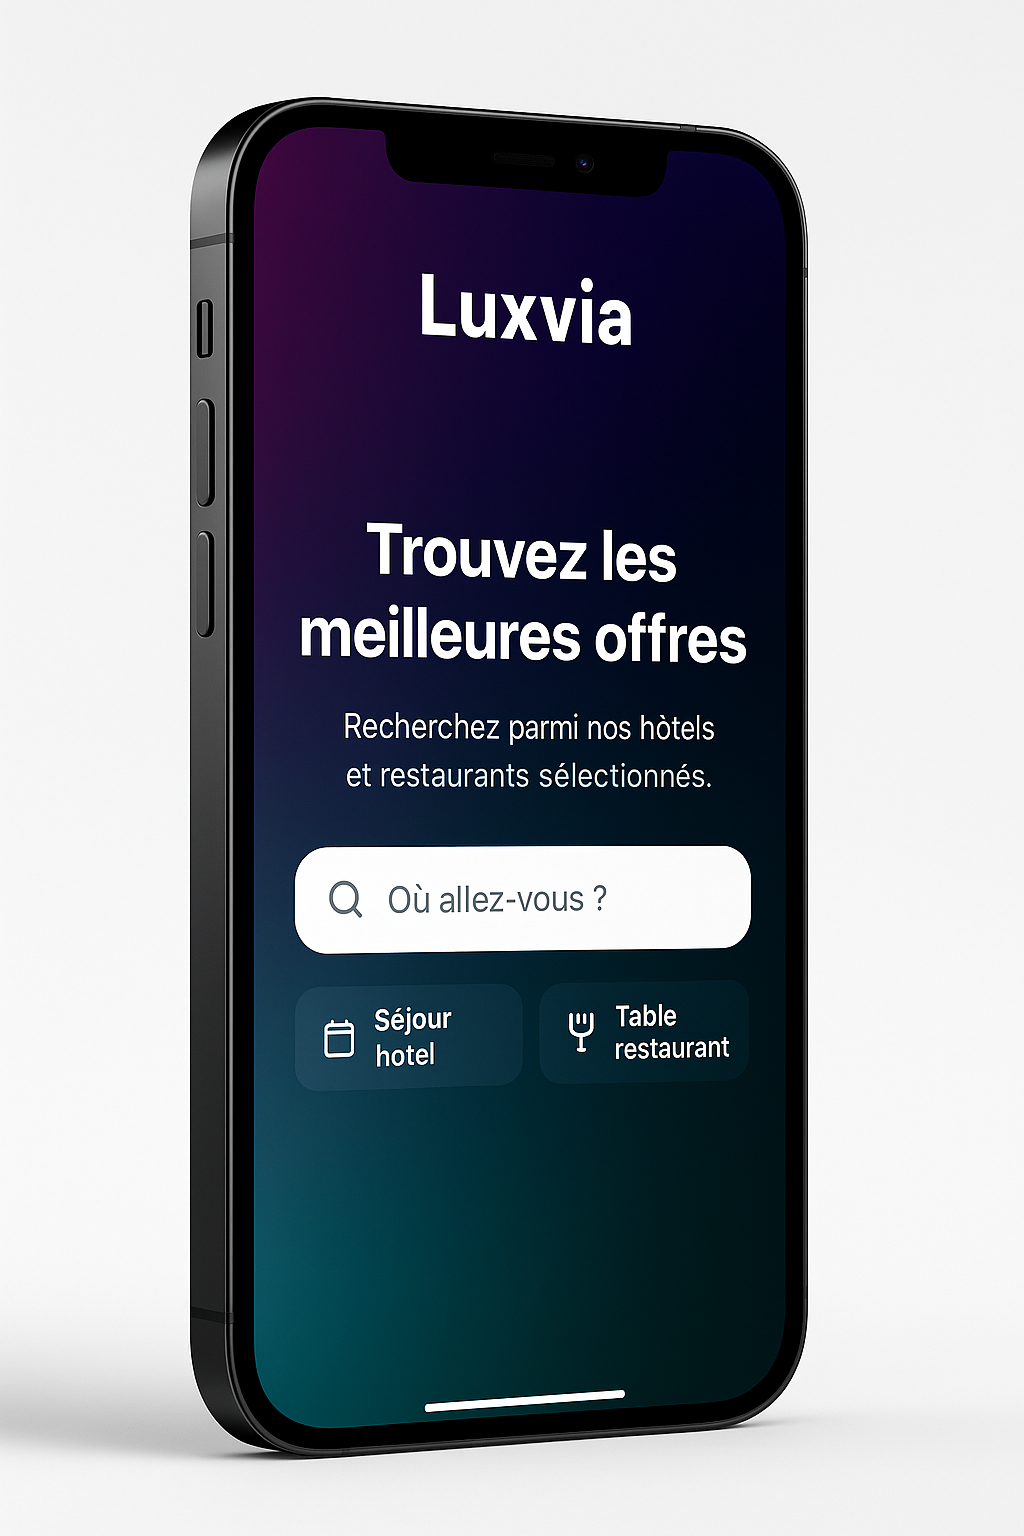 Luxvia
Trouvez les
meilleures offres
Recherchez parmi nos hòtels
et restaurants sélectionnés.
Où allez-vous ?
Séjour
hotel
Table
restaurant